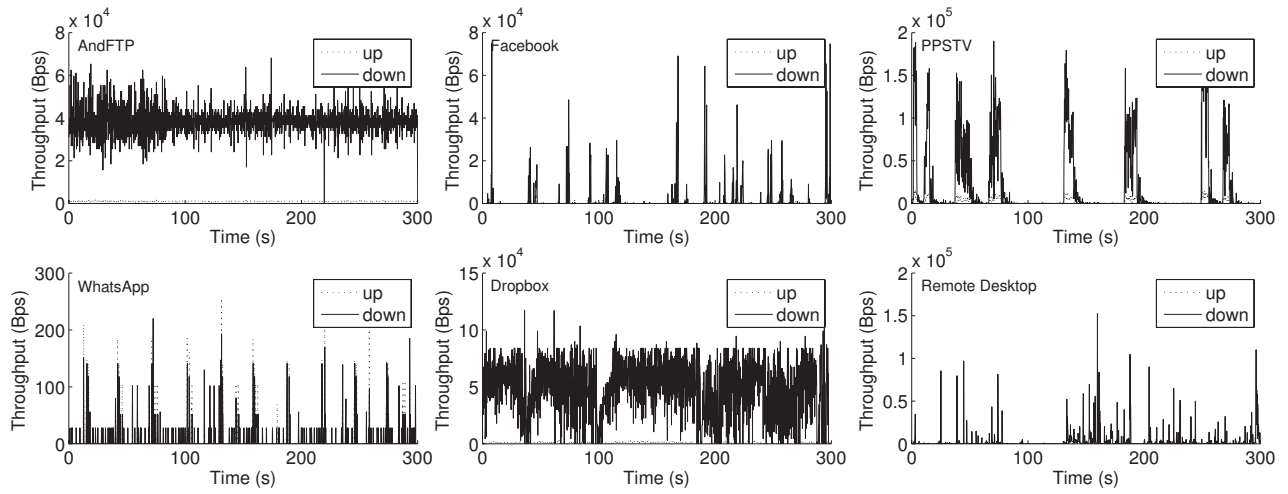 x 10^4
AndFTP
up
down
Throughput (Bps)
8
6
4
2
0
0 100 200 300
Time (s)
x 10^4
Facebook
up
down
Throughput (Bps)
8
6
4
2
0
0 100 200 300
Time (s)
x 10^5
PPSTV
up
down
Throughput (Bps)
2
1.5
1
0.5
0
0 100 200 300
Time (s)
WhatsApp
up
down
Throughput (Bps)
300
200
100
0
0 100 200 300
Time (s)
x 10^4
Dropbox
up
down
Throughput (Bps)
15
10
5
0
0 100 200 300
Time (s)
x 10^5
Remote Desktop
up
down
Throughput (Bps)
2
1.5
1
0.5
0
0 100 200 300
Time (s)